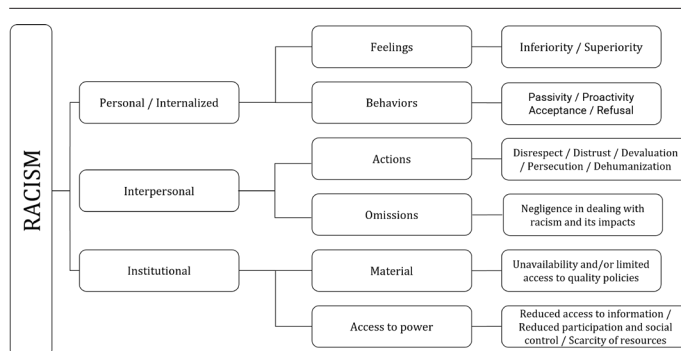 RACISM
Personal / Internalized
Feelings
Inferiority / Superiority
Behaviors
Passivity / Proactivity
Acceptance / Refusal
Interpersonal
Actions
Disrespect / Distrust / Devaluation
/ Persecution / Dehumanization
Omissions
Negligence in dealing with
racism and its impacts
Institutional
Material
Unavailability and/or limited
access to quality policies
Access to power
Reduced access to information /
Reduced participation and social
control / Scarcity of resources